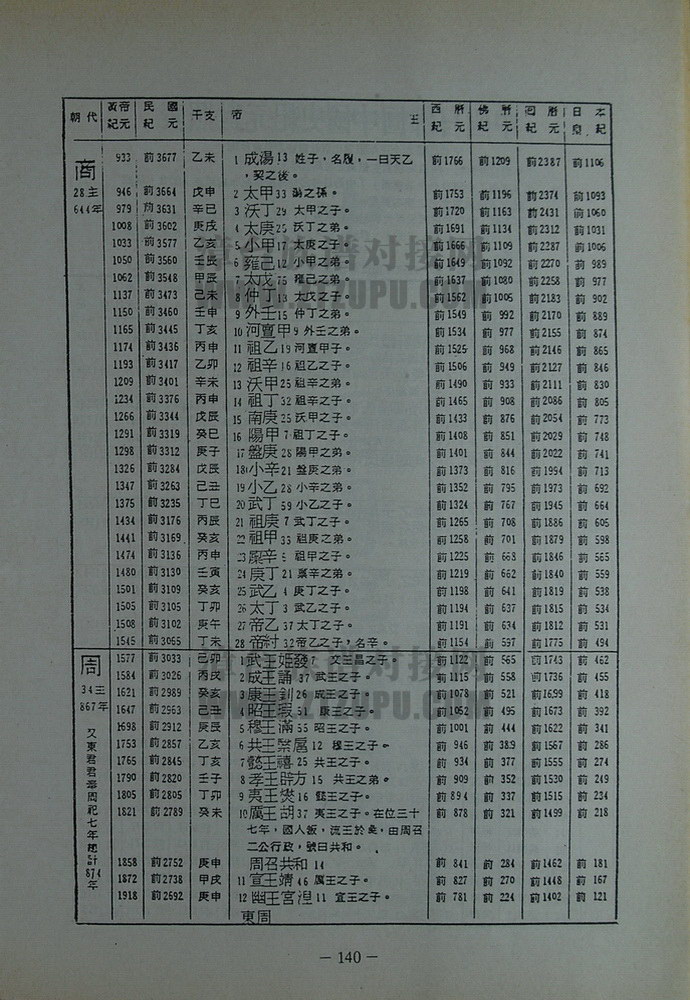 朝代 黃帝紀元 民國紀元 干支 帝王 西曆紀元 佛曆紀元 回曆紀元 日本皇紀
商 28主 644年
933 前3677 乙未 1 成湯13 姓子,名履,一曰天乙 前1766 前1209 前2387 前1106
,契之後。
946 前3664 戊申 2 太甲33 湯之孫。 前1753 前1196 前2374 前1093
979 前3631 辛巳 3 沃丁29 太甲之子。 前1720 前1163 前2431 前1060
1008 前3602 庚戌 4 太庚25 沃丁之弟。 前1691 前1134 前2312 前1031
1033 前3577 乙亥 5 小甲17 太庚之子。 前1666 前1109 前2287 前1006
1050 前3560 壬辰 6 雍己12 小甲之弟。 前1649 前1092 前2270 前989
1062 前3548 甲辰 7 太戊75 雍己之弟。 前1637 前1080 前2258 前977
1137 前3473 己未 8 仲丁13 太戊之子。 前1562 前1005 前2183 前902
1150 前3460 壬申 9 外壬15 仲丁之弟。 前1549 前992 前2170 前889
1165 前3445 丁亥 10 河亶甲9 外壬之弟。 前1534 前977 前2155 前874
1174 前3436 丙申 11 祖乙19 河亶甲子。 前1525 前968 前2146 前865
1193 前3417 乙卯 12 祖辛16 祖乙之子。 前1506 前949 前2127 前846
1209 前3401 辛未 13 沃甲25 祖辛之弟。 前1490 前933 前2111 前830
1234 前3376 丙申 14 祖丁32 祖辛之子。 前1465 前908 前2086 前805
1266 前3344 戊辰 15 南庚25 沃甲之子。 前1433 前876 前2054 前773
1291 前3319 癸巳 16 陽甲7 祖丁之子。 前1408 前851 前2029 前748
1298 前3312 庚子 17 盤庚28 陽甲之弟。 前1401 前844 前2022 前741
1326 前3284 戊辰 18 小辛21 盤庚之弟。 前1373 前816 前1994 前713
1347 前3263 己丑 19 小乙28 小辛之弟。 前1352 前795 前1973 前692
1375 前3235 丁巳 20 武丁59 小乙之子。 前1324 前767 前1945 前664
1434 前3176 丙辰 21 祖庚7 武丁之子。 前1265 前708 前1886 前605
1441 前3169 癸亥 22 祖甲33 祖庚之弟。 前1258 前701 前1879 前598
1474 前3136 丙申 23 廩辛6 祖甲之子。 前1225 前668 前1846 前565
1480 前3130 壬寅 24 庚丁21 廩辛之弟。 前1219 前662 前1840 前559
1501 前3109 癸亥 25 武乙4 庚丁之子。 前1198 前641 前1819 前538
1505 前3105 丁卯 26 太丁3 武乙之子。 前1194 前637 前1815 前534
1508 前3102 庚午 27 帝乙37 太丁之子。 前1191 前634 前1812 前531
1545 前3065 丁未 28 帝紂32 帝乙之子,名辛。 前1154 前597 前1775 前494
周 34主 867年 又東周君奉周祀七年總計874年
1577 前3033 己卯 1 武王姬發7 文王昌之子。 前1122 前565 前1743 前462
1584 前3026 丙戌 2 成王誦37 武王之子。 前1115 前558 前1736 前455
1621 前2989 癸亥 3 康王釗26 成王之子。 前1078 前521 前1699 前418
1647 前2963 己丑 4 昭王瑕51 康王之子。 前1052 前495 前1673 前392
1698 前2912 庚辰 5 穆王滿55 昭王之子。 前1001 前444 前1622 前341
1753 前2857 乙亥 6 共王繄扈12 穆王之子。 前946 前389 前1567 前286
1765 前2845 丁亥 7 懿王囏25 共王之子。 前934 前377 前1555 前274
1790 前2820 壬子 8 孝王辟方15 共王之弟。 前909 前352 前1530 前249
1805 前2805 丁卯 9 夷王燮16 懿王之子。 前894 前337 前1515 前234
1821 前2789 癸未 10 厲王胡37 夷王之子。在位三十 前878 前321 前1499 前218
七年,國人叛,流王於彘,由周召
二公行政,號曰共和。
1858 前2752 庚申 周召共和14 前841 前284 前1462 前181
1872 前2738 甲戌 11 宣王靖46 厲王之子。 前827 前270 前1448 前167
1918 前2692 庚申 12 幽王宮涅11 宣王之子。 前781 前224 前1402 前121
東周
— 140 —